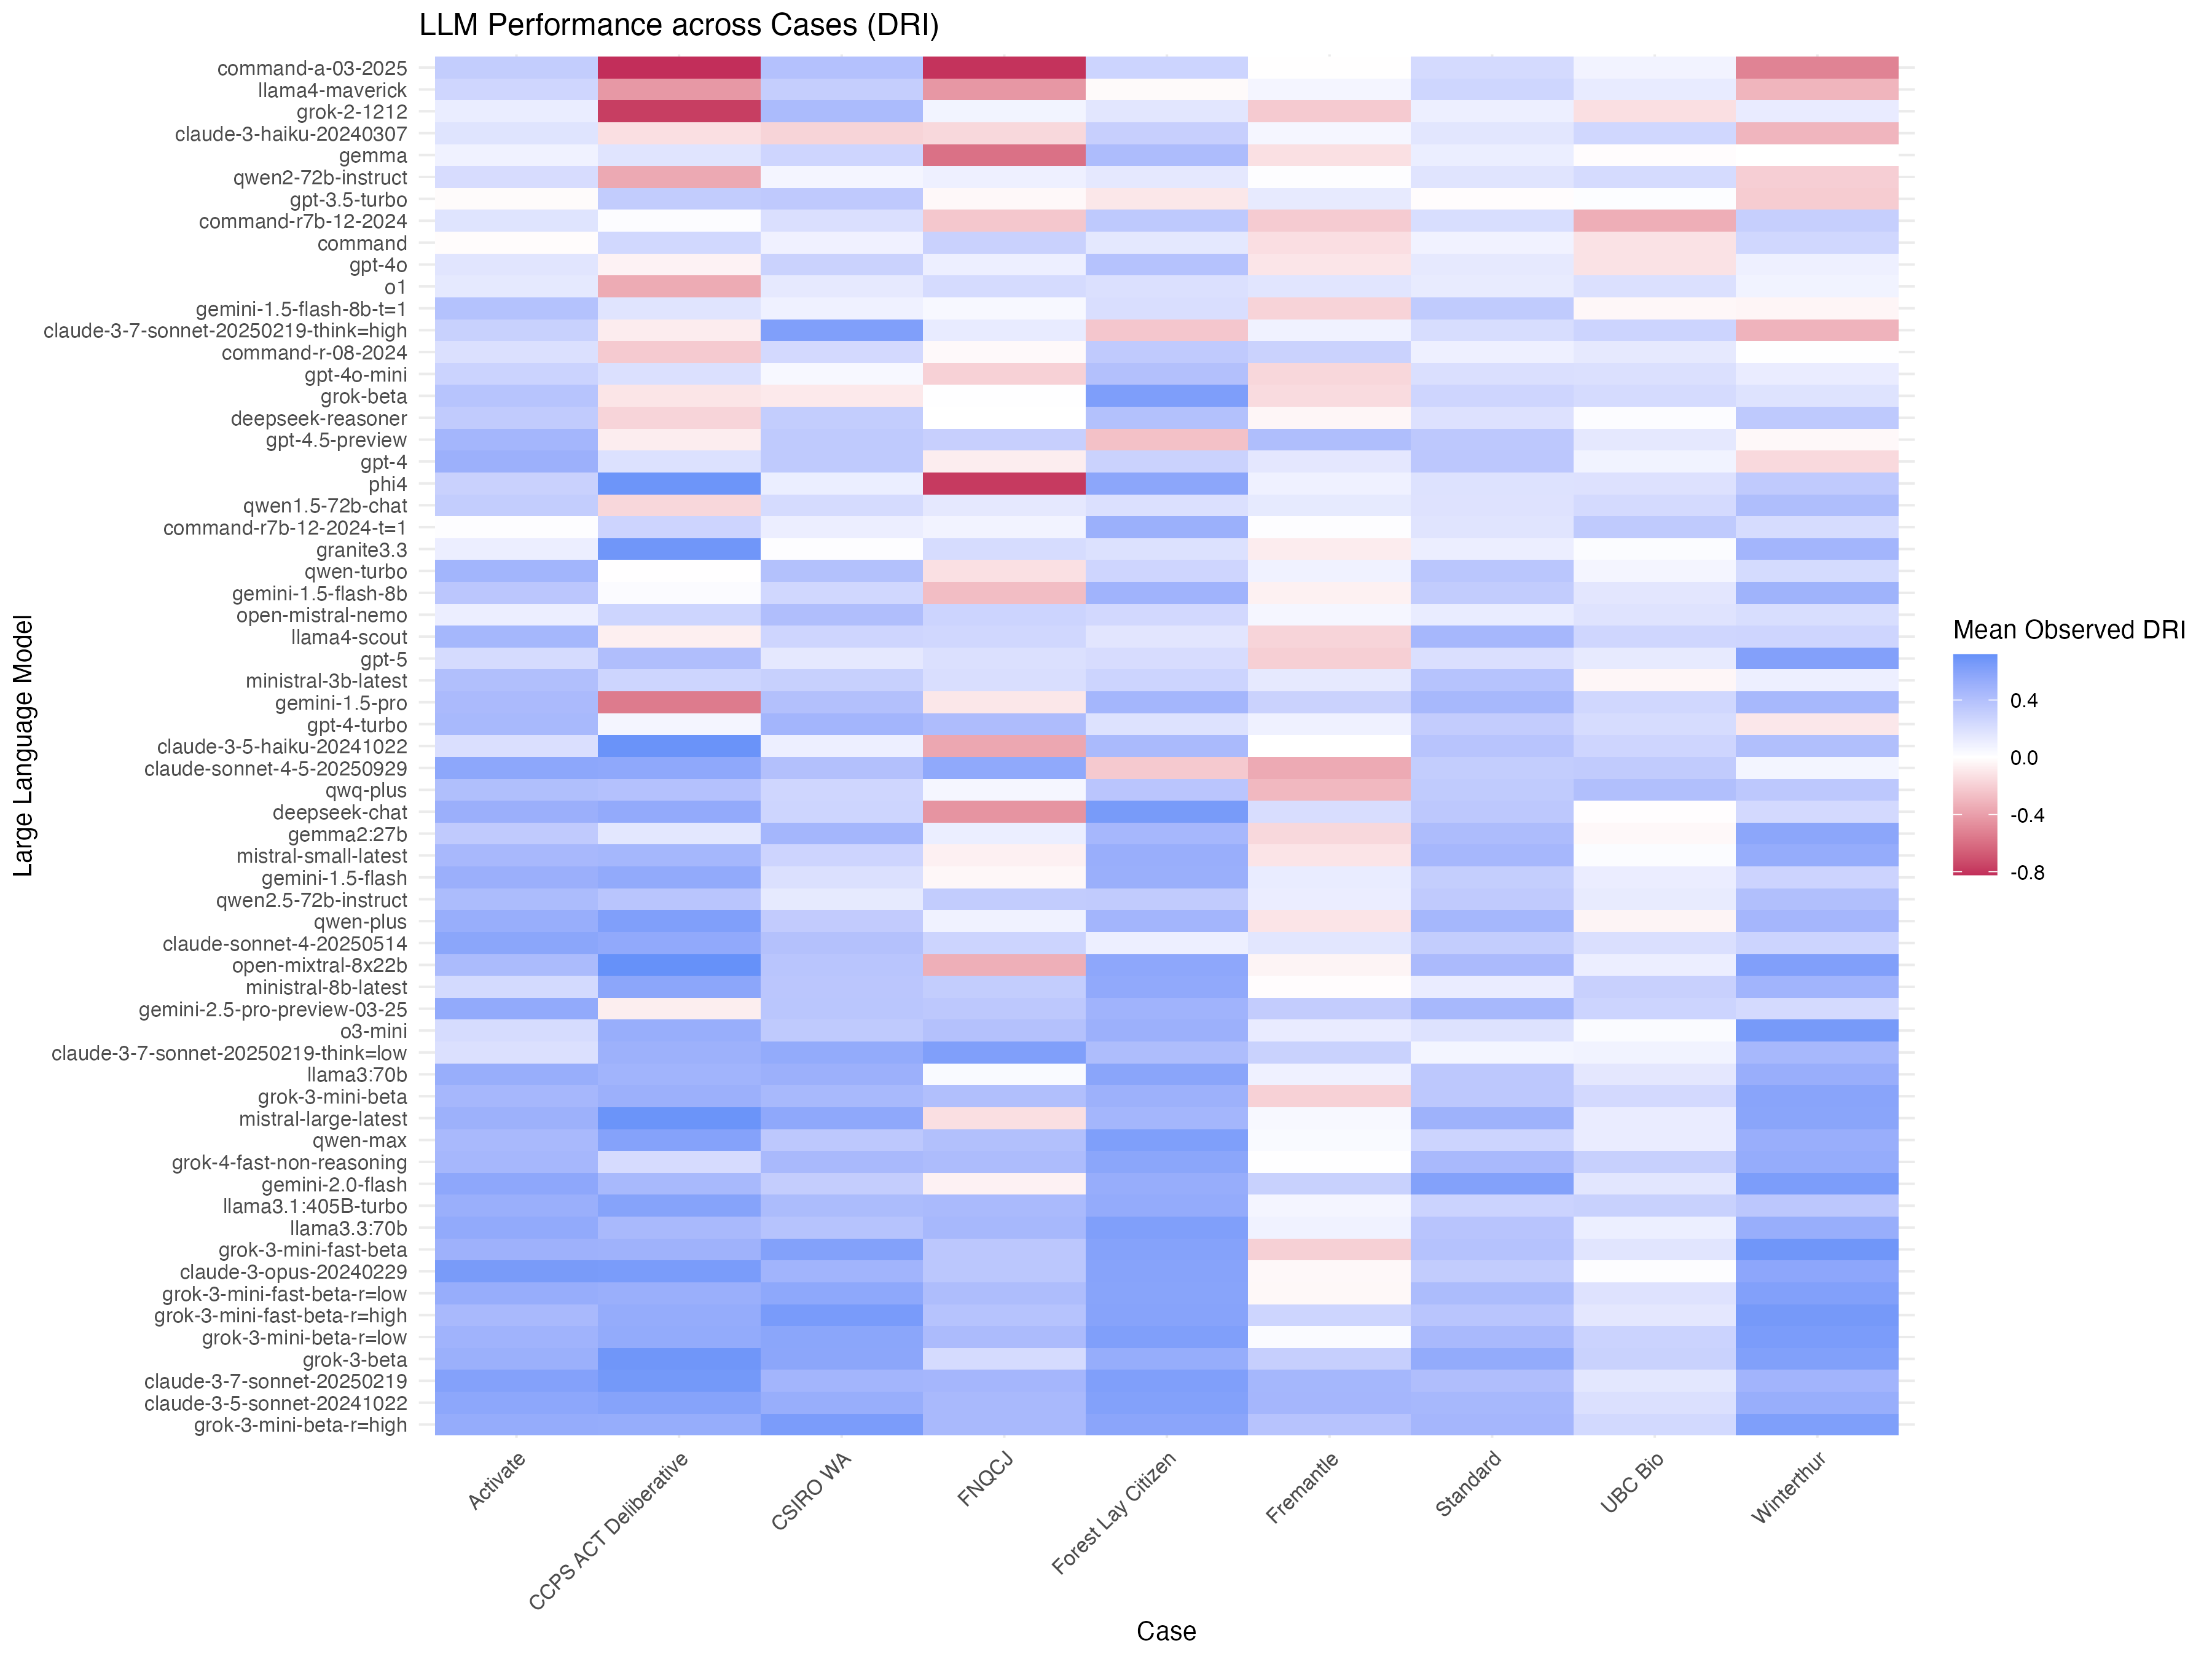 LLM Performance across Cases (DRI)
command-a-03-2025
llama4-maverick
grok-2-1212
claude-3-haiku-20240307
gemma
qwen2-72b-instruct
gpt-3.5-turbo
command-r7b-12-2024
command
gpt-4o
o1
gemini-1.5-flash-8b-t=1
claude-3-7-sonnet-20250219-think=high
command-r-08-2024
gpt-4o-mini
grok-beta
deepseek-reasoner
gpt-4.5-preview
gpt-4
phi4
qwen1.5-72b-chat
command-r7b-12-2024-t=1
granite3.3
qwen-turbo
gemini-1.5-flash-8b
open-mistral-nemo
llama4-scout
gpt-5
ministral-3b-latest
gemini-1.5-pro
gpt-4-turbo
claude-3-5-haiku-20241022
claude-sonnet-4-5-20250929
qwq-plus
deepseek-chat
gemma2:27b
mistral-small-latest
gemini-1.5-flash
qwen2.5-72b-instruct
qwen-plus
claude-sonnet-4-20250514
open-mixtral-8x22b
ministral-8b-latest
gemini-2.5-pro-preview-03-25
o3-mini
claude-3-7-sonnet-20250219-think=low
llama3:70b
grok-3-mini-beta
mistral-large-latest
qwen-max
grok-4-fast-non-reasoning
gemini-2.0-flash
llama3.1:405B-turbo
llama3.3:70b
grok-3-mini-fast-beta
claude-3-opus-20240229
grok-3-mini-fast-beta-r=low
grok-3-mini-fast-beta-r=high
grok-3-mini-beta-r=low
grok-3-beta
claude-3-7-sonnet-20250219
claude-3-5-sonnet-20241022
grok-3-mini-beta-r=high
Large Language Model
Activate
CCPS ACT Deliberative
CSIRO WA
FNQCJ
Forest Lay Citizen
Fremantle
Standard
UBC Bio
Winterthur
Case
Mean Observed DRI
0.4
0.0
-0.4
-0.8